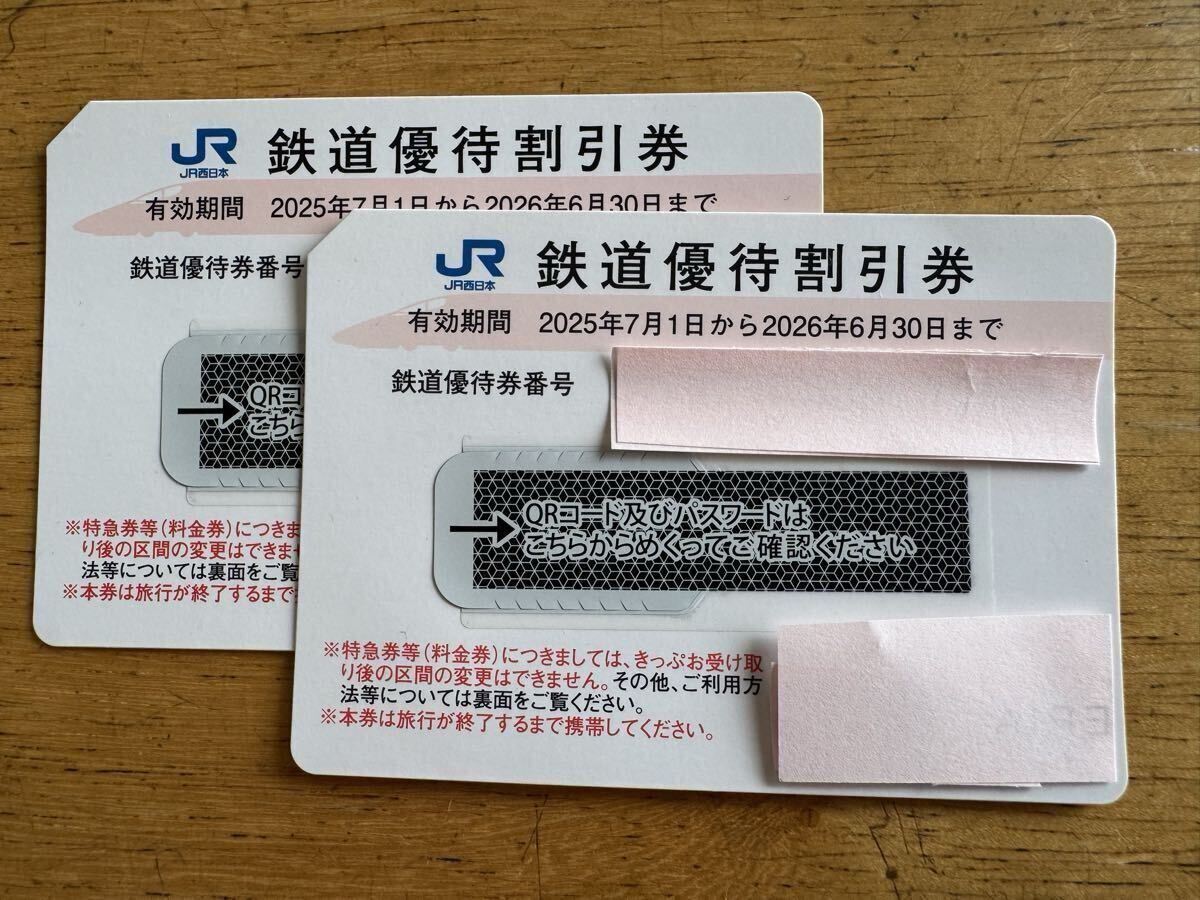 JR 鉄道優待割引券
JR西日本
有効期間 2025年7月1日から2026年6月30日まで
鉄道優待券番号
QRコ
こちら
※特急券等(料金券)につきま
り後の区間の変更はできませ
法等については裏面をご覧
※本券は旅行が終了するまで
JR 鉄道優待割引券
JR西日本
有効期間 2025年7月1日から2026年6月30日まで
鉄道優待券番号
QRコード及びパスワードは
こちらからめくってご確認ください
※特急券等(料金券)につきましては、きっぷお受け取
り後の区間の変更はできません。その他、ご利用方
法等については裏面をご覧ください。
※本券は旅行が終了するまで携帯してください。